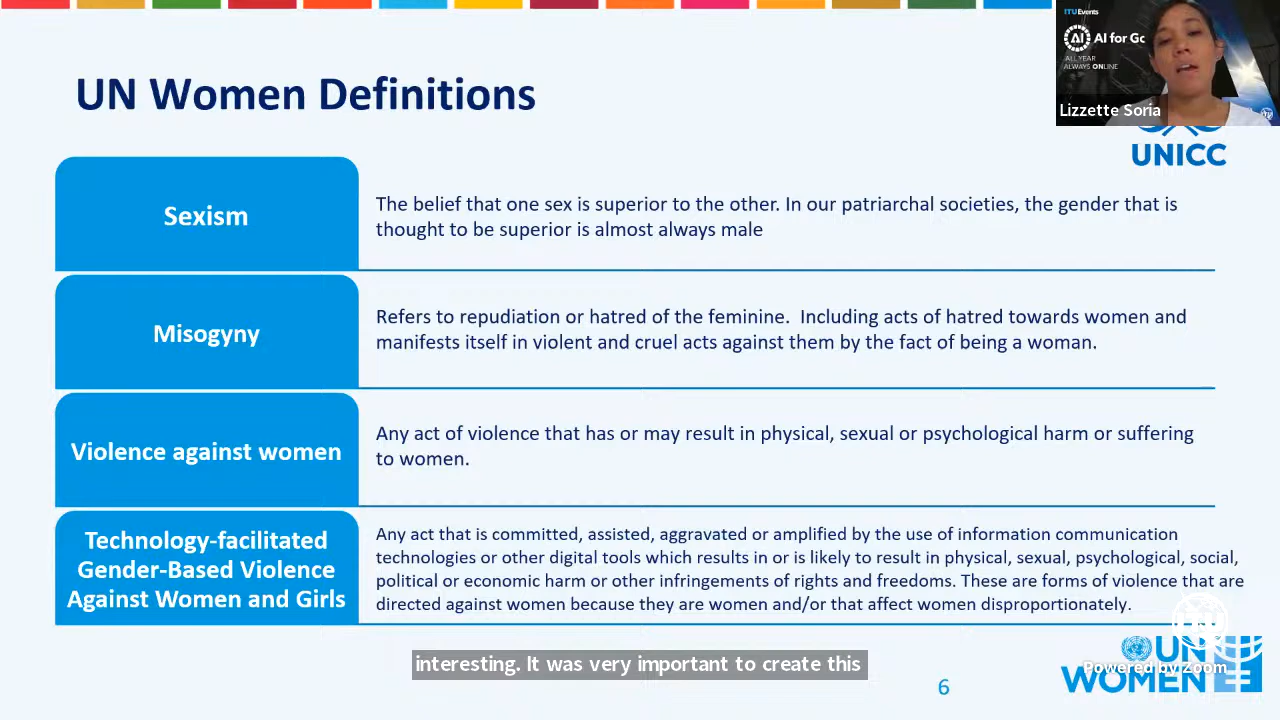 ITUEvents
AI
AI for Go
ALL YEAR
ALWAYS ONLINE
Lizzette Soria
UNICC
UN Women Definitions
Sexism
The belief that one sex is superior to the other. In our patriarchal societies, the gender that is
thought to be superior is almost always male
Misogyny
Refers to repudiation or hatred of the feminine.  Including acts of hatred towards women and
manifests itself in violent and cruel acts against them by the fact of being a woman.
Violence against women
Any act of violence that has or may result in physical, sexual or psychological harm or suffering
to women.
Technology-facilitated
Gender-Based Violence
Against Women and Girls
Any act that is committed, assisted, aggravated or amplified by the use of information communication
technologies or other digital tools which results in or is likely to result in physical, sexual, psychological, social,
political or economic harm or other infringements of rights and freedoms. These are forms of violence that are
directed against women because they are women and/or that affect women disproportionately.
interesting. It was very important to create this
6
UN
WOMEN
Powered by Zoom